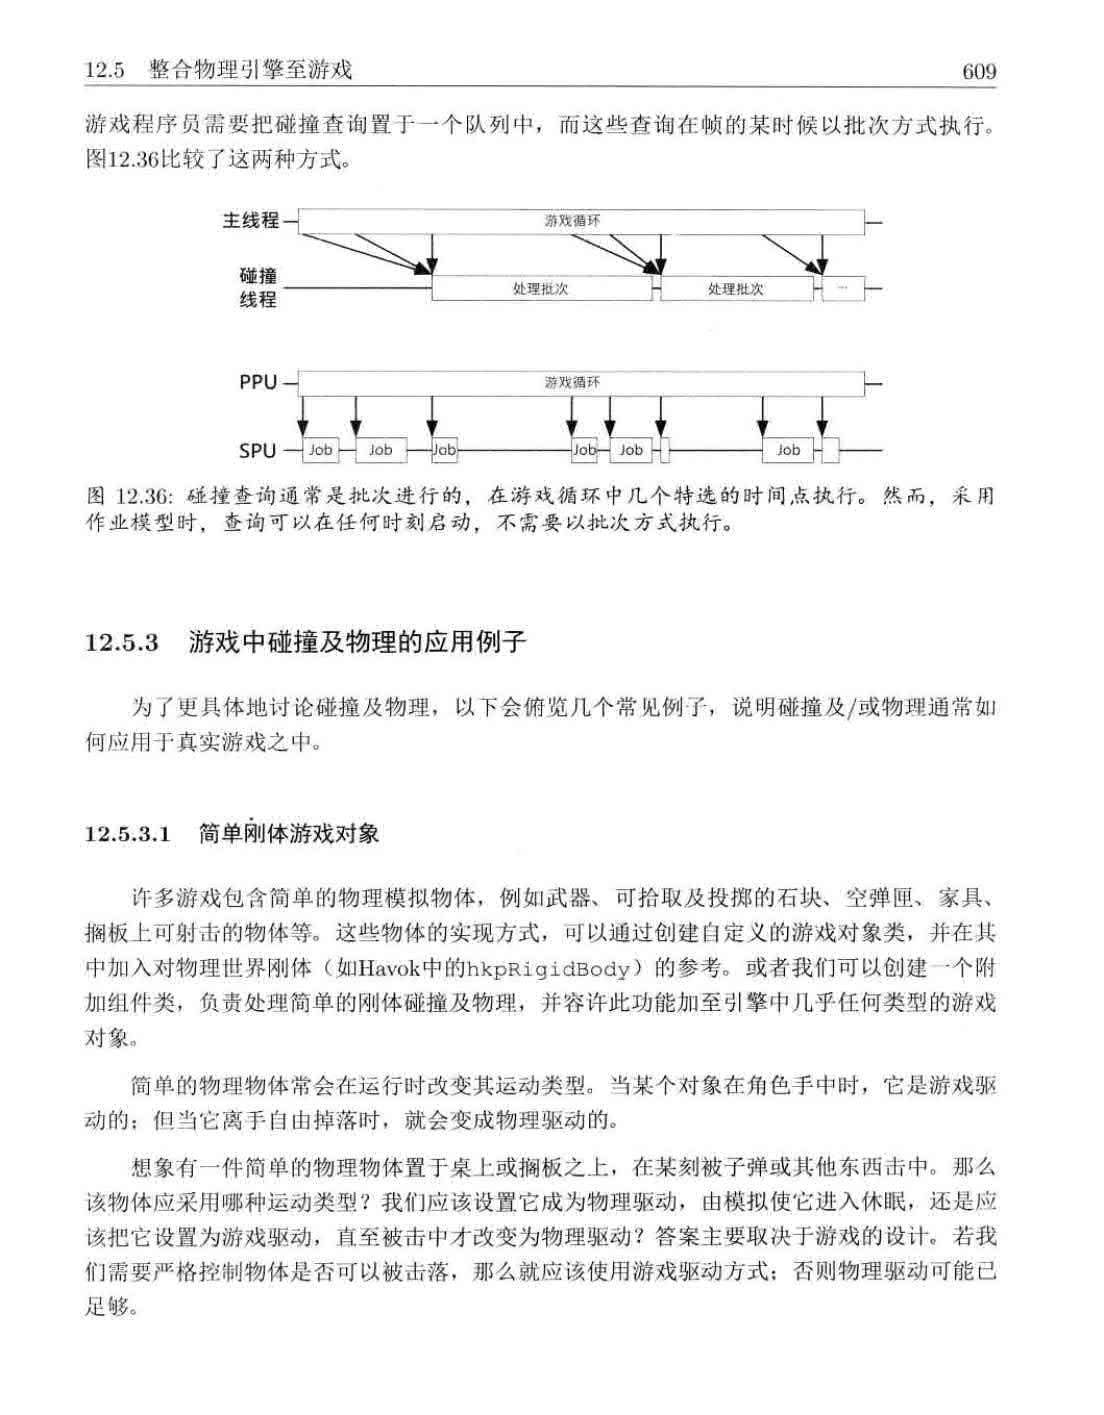 12.5 整合物理引擎至游戏 609
游戏程序员需要把碰撞查询置于一个队列中，而这些查询在帧的某时候以批次方式执行。
图12.36比较了这两种方式。
主线程 游戏循环
碰撞
线程
处理批次 处理批次 ...
PPU 游戏循环
SPU Job Job Job Job Job Job
图 12.36: 碰撞查询通常是批次进行的，在游戏循环中几个特选的时间点执行。然而，采用
作业模型时，查询可以在任何时刻启动，不需要以批次方式执行。
12.5.3 游戏中碰撞及物理的应用例子
为了更具体地讨论碰撞及物理，以下会俯览几个常见例子，说明碰撞及/或物理通常如
何应用于真实游戏之中。
12.5.3.1 简单刚体游戏对象
许多游戏包含简单的物理模拟物体，例如武器、可拾取及投掷的石块、空弹匣、家具、
搁板上可射击的物体等。这些物体的实现方式，可以通过创建自定义的游戏对象类，并在其
中加入对物理世界刚体（如Havok中的hkpRigidBody）的参考。或者我们可以创建一个附
加组件类，负责处理简单的刚体碰撞及物理，并容许此功能加至引擎中几乎任何类型的游戏
对象。
简单的物理物体常会在运行时改变其运动类型。当某个对象在角色手中时，它是游戏驱
动的；但当它离手自由掉落时，就会变成物理驱动的。
想象有一件简单的物理物体置于桌上或搁板之上，在某刻被子弹或其他东西击中。那么
该物体应采用哪种运动类型？我们应该设置它成为物理驱动，由模拟使它进入休眠，还是应
该把它设置为游戏驱动，直至被击中才改变为物理驱动？答案主要取决于游戏的设计。若我
们需要严格控制物体是否可以被击落，那么就应该使用游戏驱动方式；否则物理驱动可能已
足够。